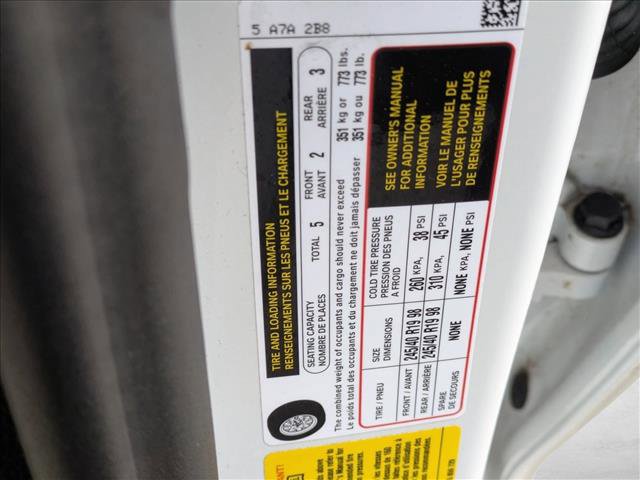 5 A7A 2B8
TIRE AND LOADING INFORMATION
RENSEIGNEMENTS SUR LES PNEUS ET LE CHARGEMENT
SEATING CAPACITY
NOMBRE DE PLACES
TOTAL 5
FRONT
AVANT 2
REAR
ARRIÈRE 3
The combined weight of occupants and cargo should never exceed 351 kg or 773 lbs.
Le poids total des occupants et du chargement ne doit jamais dépasser 351 kg ou 773 lb.
TIRE / PNEU
SIZE
DIMENSIONS
COLD TIRE PRESSURE
PRESSION DES PNEUS
A FROID
FRONT / AVANT 245/40 R19 98 260 KPA, 38 PSI
REAR / ARRIÈRE 245/40 R19 98 310 KPA, 45 PSI
SPARE
DE SECOURS
NONE
NONE KPA, NONE PSI
SEE OWNER'S MANUAL
FOR ADDITIONAL
INFORMATION
VOIR LE MANUEL DE
L'USAGER POUR PLUS
DE RENSEIGNEMENTS